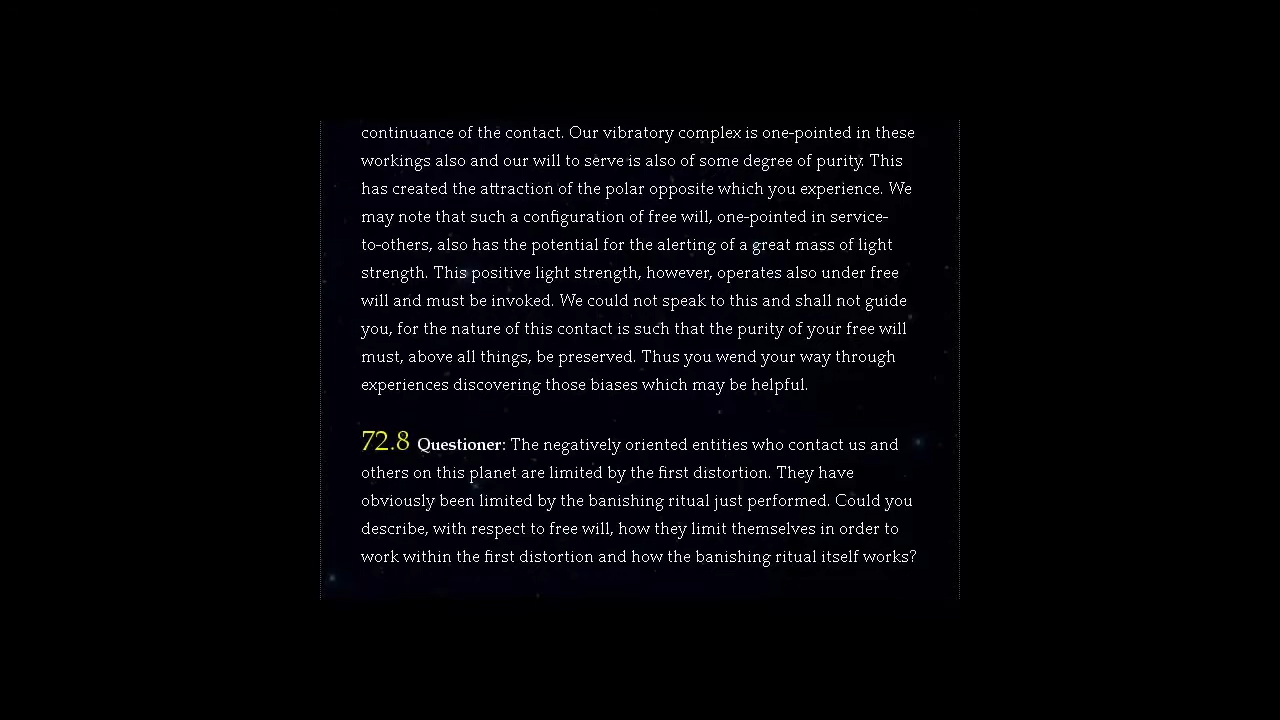 continuance of the contact. Our vibratory complex is one-pointed in these
workings also and our will to serve is also of some degree of purity. This
has created the attraction of the polar opposite which you experience. We
may note that such a configuration of free will, one-pointed in service-
to-others, also has the potential for the alerting of a great mass of light
strength. This positive light strength, however, operates also under free
will and must be invoked. We could not speak to this and shall not guide
you, for the nature of this contact is such that the purity of your free will
must, above all things, be preserved. Thus you wend your way through
experiences discovering those biases which may be helpful.
72.8 Questioner: The negatively oriented entities who contact us and
others on this planet are limited by the first distortion. They have
obviously been limited by the banishing ritual just performed. Could you
describe, with respect to free will, how they limit themselves in order to
work within the first distortion and how the banishing ritual itself works?